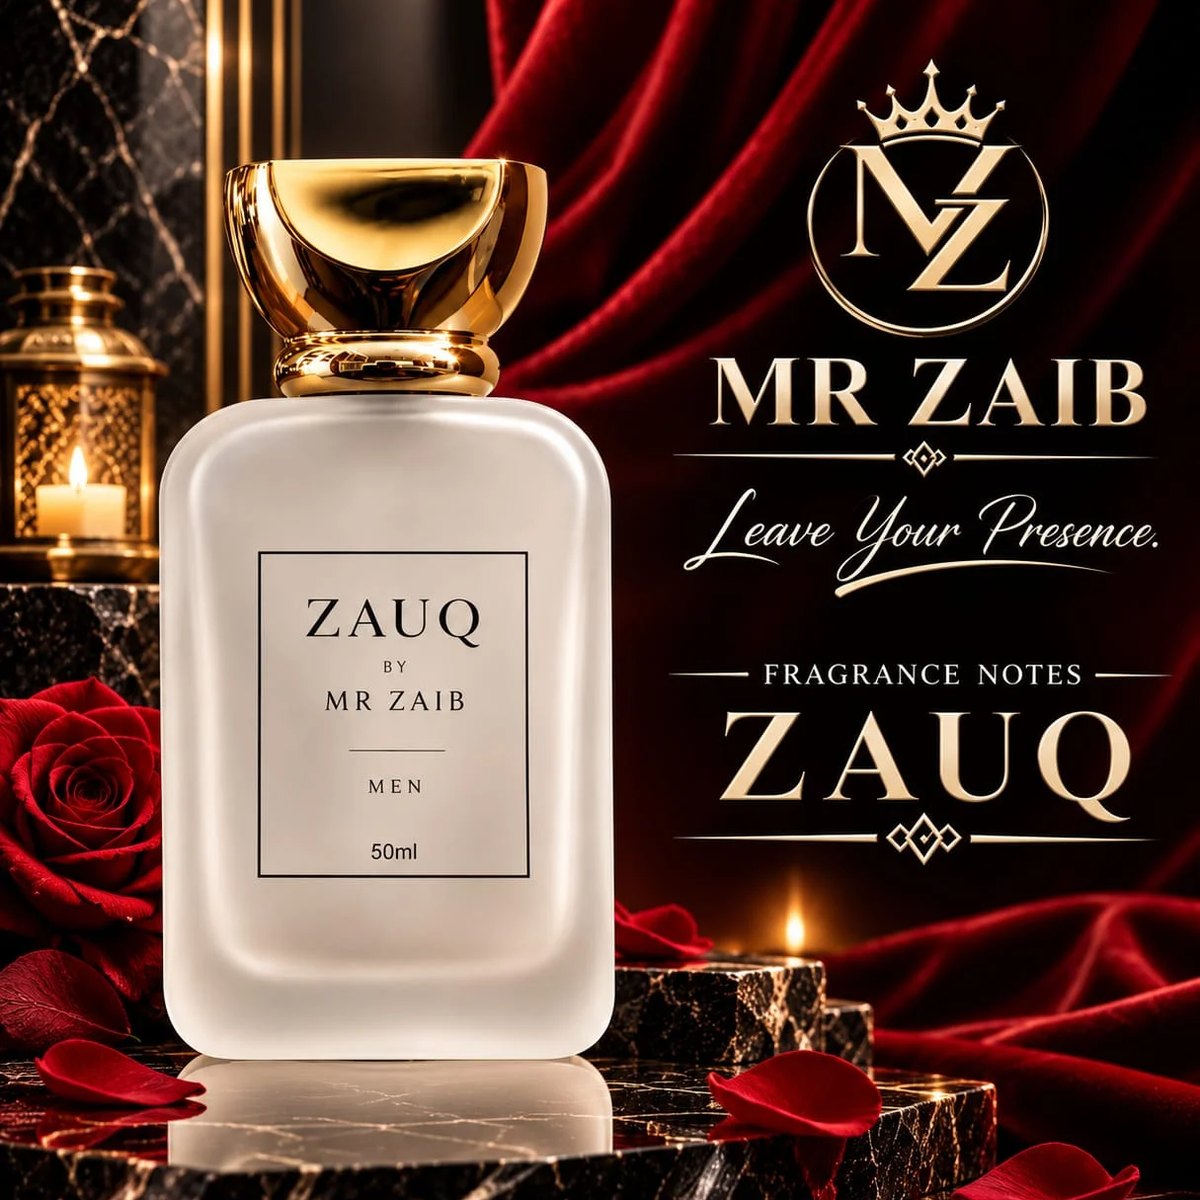 ZAUQ
BY
MR ZAIB
MEN
50ml
MZ
MR ZAIB
Leave Your Presence.
FRAGRANCE NOTES
ZAUQ